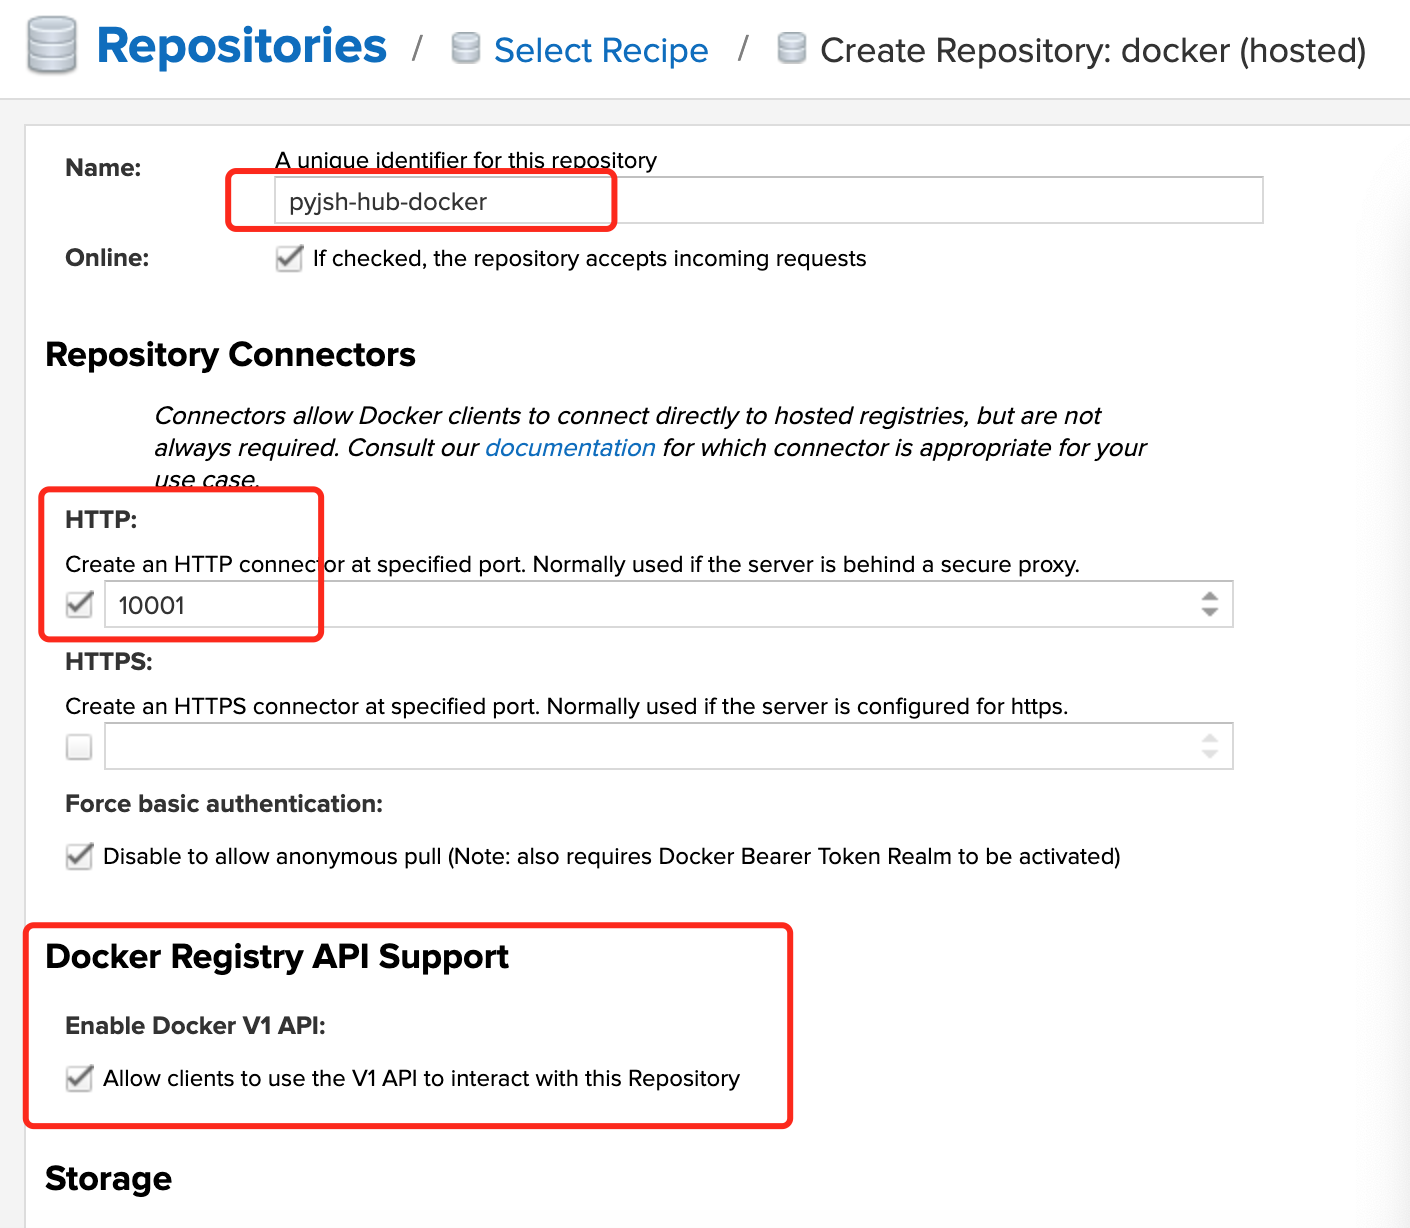 Repositories / Select Recipe / Create Repository: docker (hosted)
Name:
A unique identifier for this repository
pyjsh-hub-docker
Online:
If checked, the repository accepts incoming requests
Repository Connectors
Connectors allow Docker clients to connect directly to hosted registries, but are not
always required. Consult our documentation for which connector is appropriate for your
use case.
HTTP:
Create an HTTP connector at specified port. Normally used if the server is behind a secure proxy.
10001
HTTPS:
Create an HTTPS connector at specified port. Normally used if the server is configured for https.
Force basic authentication:
Disable to allow anonymous pull (Note: also requires Docker Bearer Token Realm to be activated)
Docker Registry API Support
Enable Docker V1 API:
Allow clients to use the V1 API to interact with this Repository
Storage